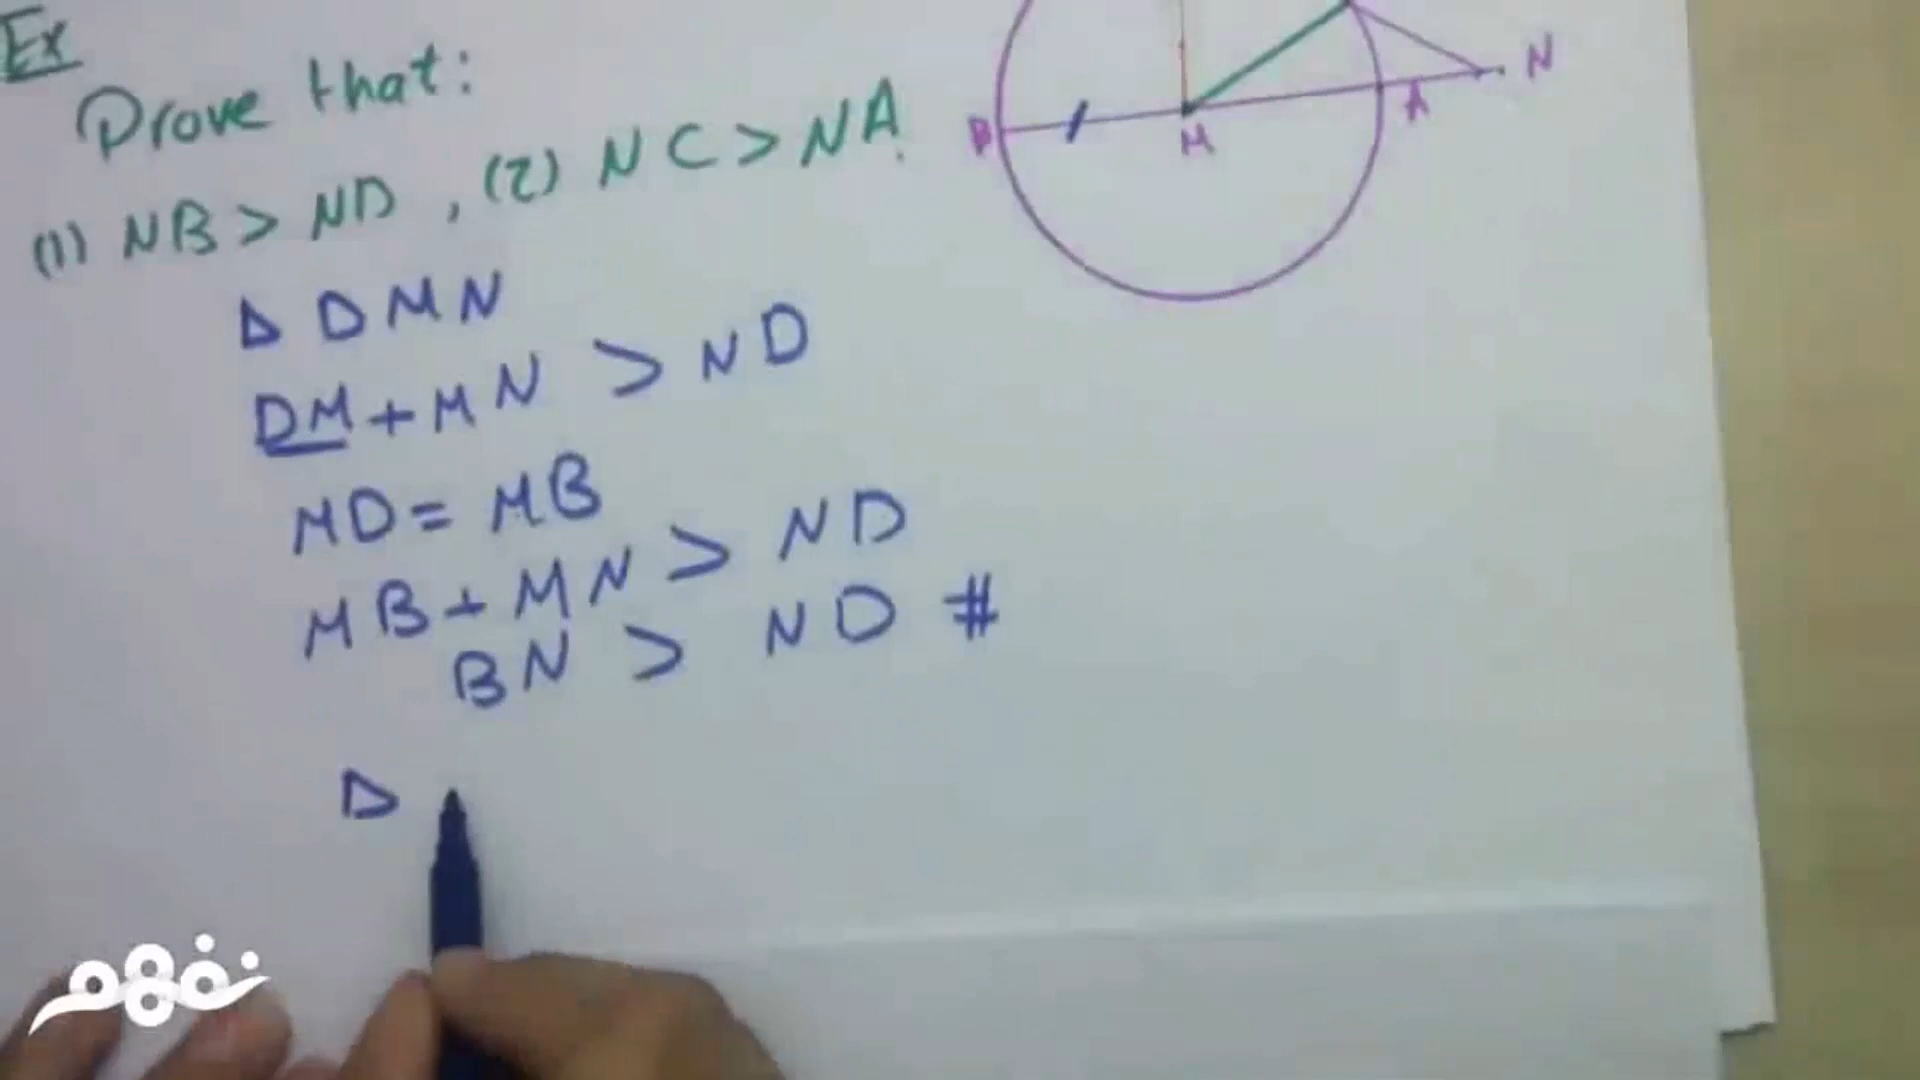 Ex
Prove that:
(1) NB > ND , (2) NC > NA
Δ DMN
DM + MN > ND
MD = MB
MB + MN > ND
BN > ND #
Δ
B
M
A
N
نفهم